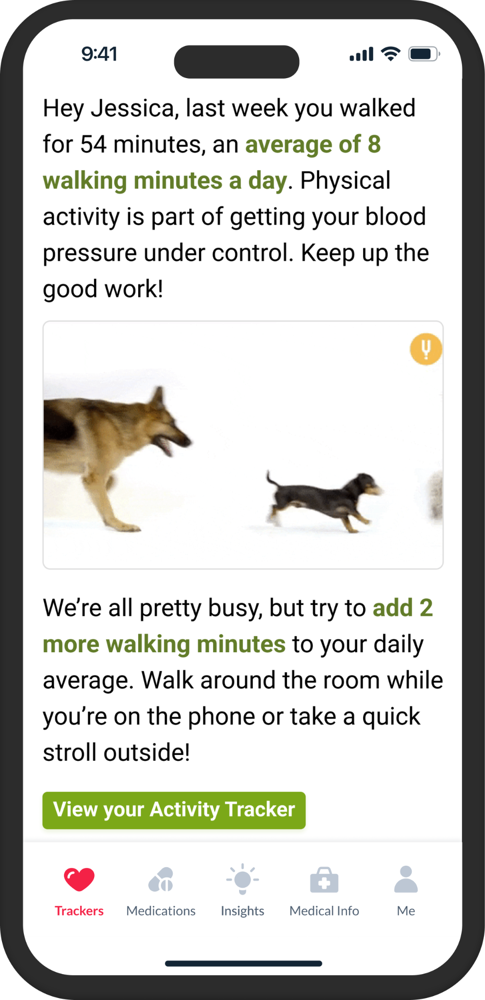 9:41
Hey Jessica, last week you walked
for 54 minutes, an average of 8
walking minutes a day. Physical
activity is part of getting your blood
pressure under control. Keep up the
good work!
We’re all pretty busy, but try to add 2
more walking minutes to your daily
average. Walk around the room while
you’re on the phone or take a quick
stroll outside!
View your Activity Tracker
Trackers Medications Insights Medical Info Me